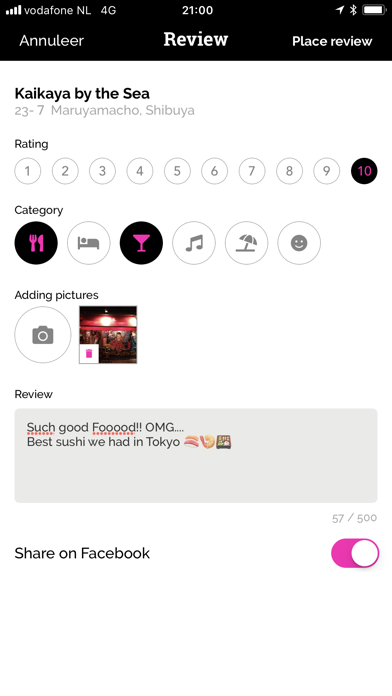 vodafone NL 4G 21:00
Annuleer Review Place review
Kaikaya by the Sea
23- 7 Maruyamacho, Shibuya
Rating
1 2 3 4 5 6 7 8 9 10
Category
Adding pictures
Review
Such good Fooood!! OMG....
Best sushi we had in Tokyo 🥓🍤🍱
57 / 500
Share on Facebook